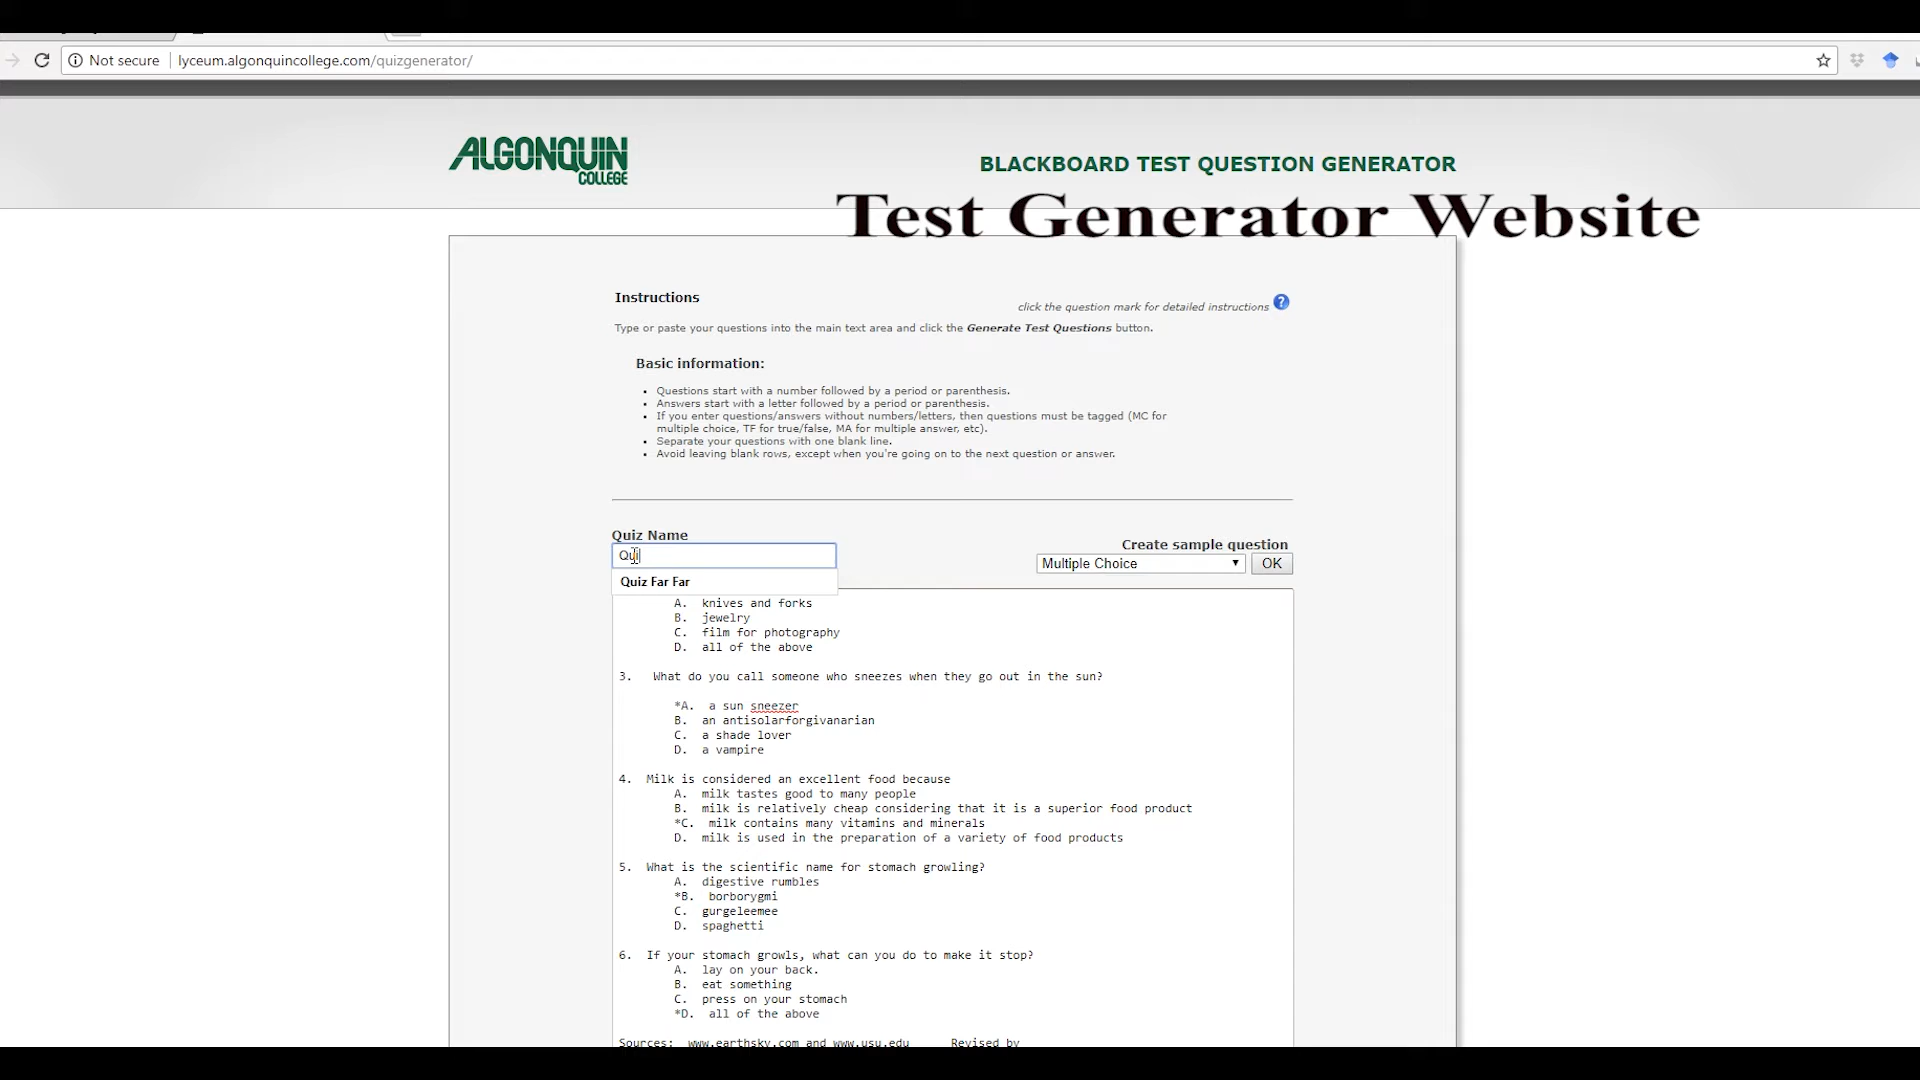 Not secure lyceum.algonquincollege.com/quizgenerator/
ALGONQUIN
COLLEGE
BLACKBOARD TEST QUESTION GENERATOR
Test Generator Website
Instructions
click the question mark for detailed instructions ?
Type or paste your questions into the main text area and click the Generate Test Questions button.
Basic information:
• Questions start with a number followed by a period or parenthesis.
• Answers start with a letter followed by a period or parenthesis.
• If you enter questions/answers without numbers/letters, then questions must be tagged (MC for
multiple choice, TF for true/false, MA for multiple answer, etc).
• Separate your questions with one blank line.
• Avoid leaving blank rows, except when you're going on to the next question or answer.
Quiz Name
Create sample question
Qui
Multiple Choice OK
Quiz Far Far
A. knives and forks
B. jewelry
C. film for photography
D. all of the above
3. What do you call someone who sneezes when they go out in the sun?
*A. a sun sneezer
B. an antisolarforgivanarian
C. a shade lover
D. a vampire
4. Milk is considered an excellent food because
A. milk tastes good to many people
B. milk is relatively cheap considering that it is a superior food product
*C. milk contains many vitamins and minerals
D. milk is used in the preparation of a variety of food products
5. What is the scientific name for stomach growling?
A. digestive rumbles
*B. borborygmi
C. gurgeleemee
D. spaghetti
6. If your stomach growls, what can you do to make it stop?
A. lay on your back.
B. eat something
C. press on your stomach
*D. all of the above
Sources: www.earthsky.com and www.usu.edu Revised by